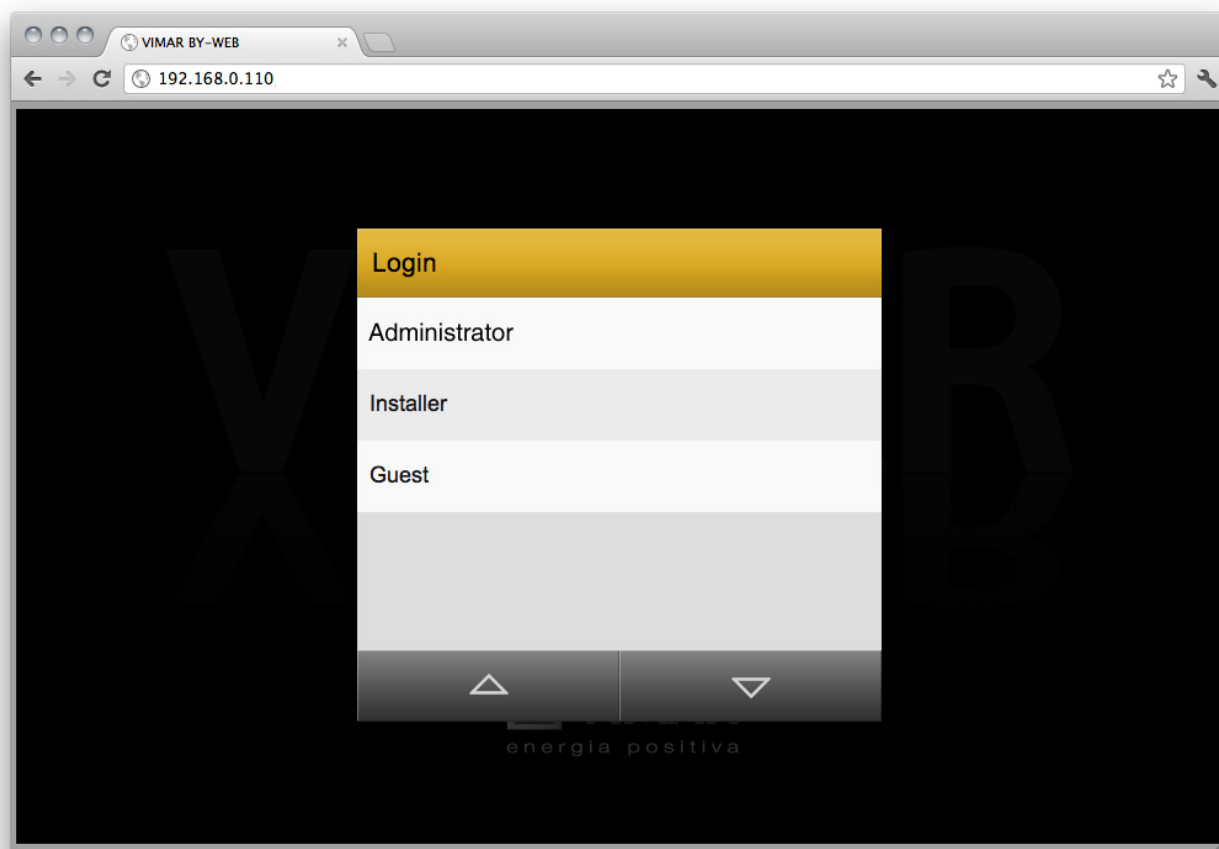 VIMAR BY-WEB
192.168.0.110
Login
Administrator
Installer
Guest
energia positiva